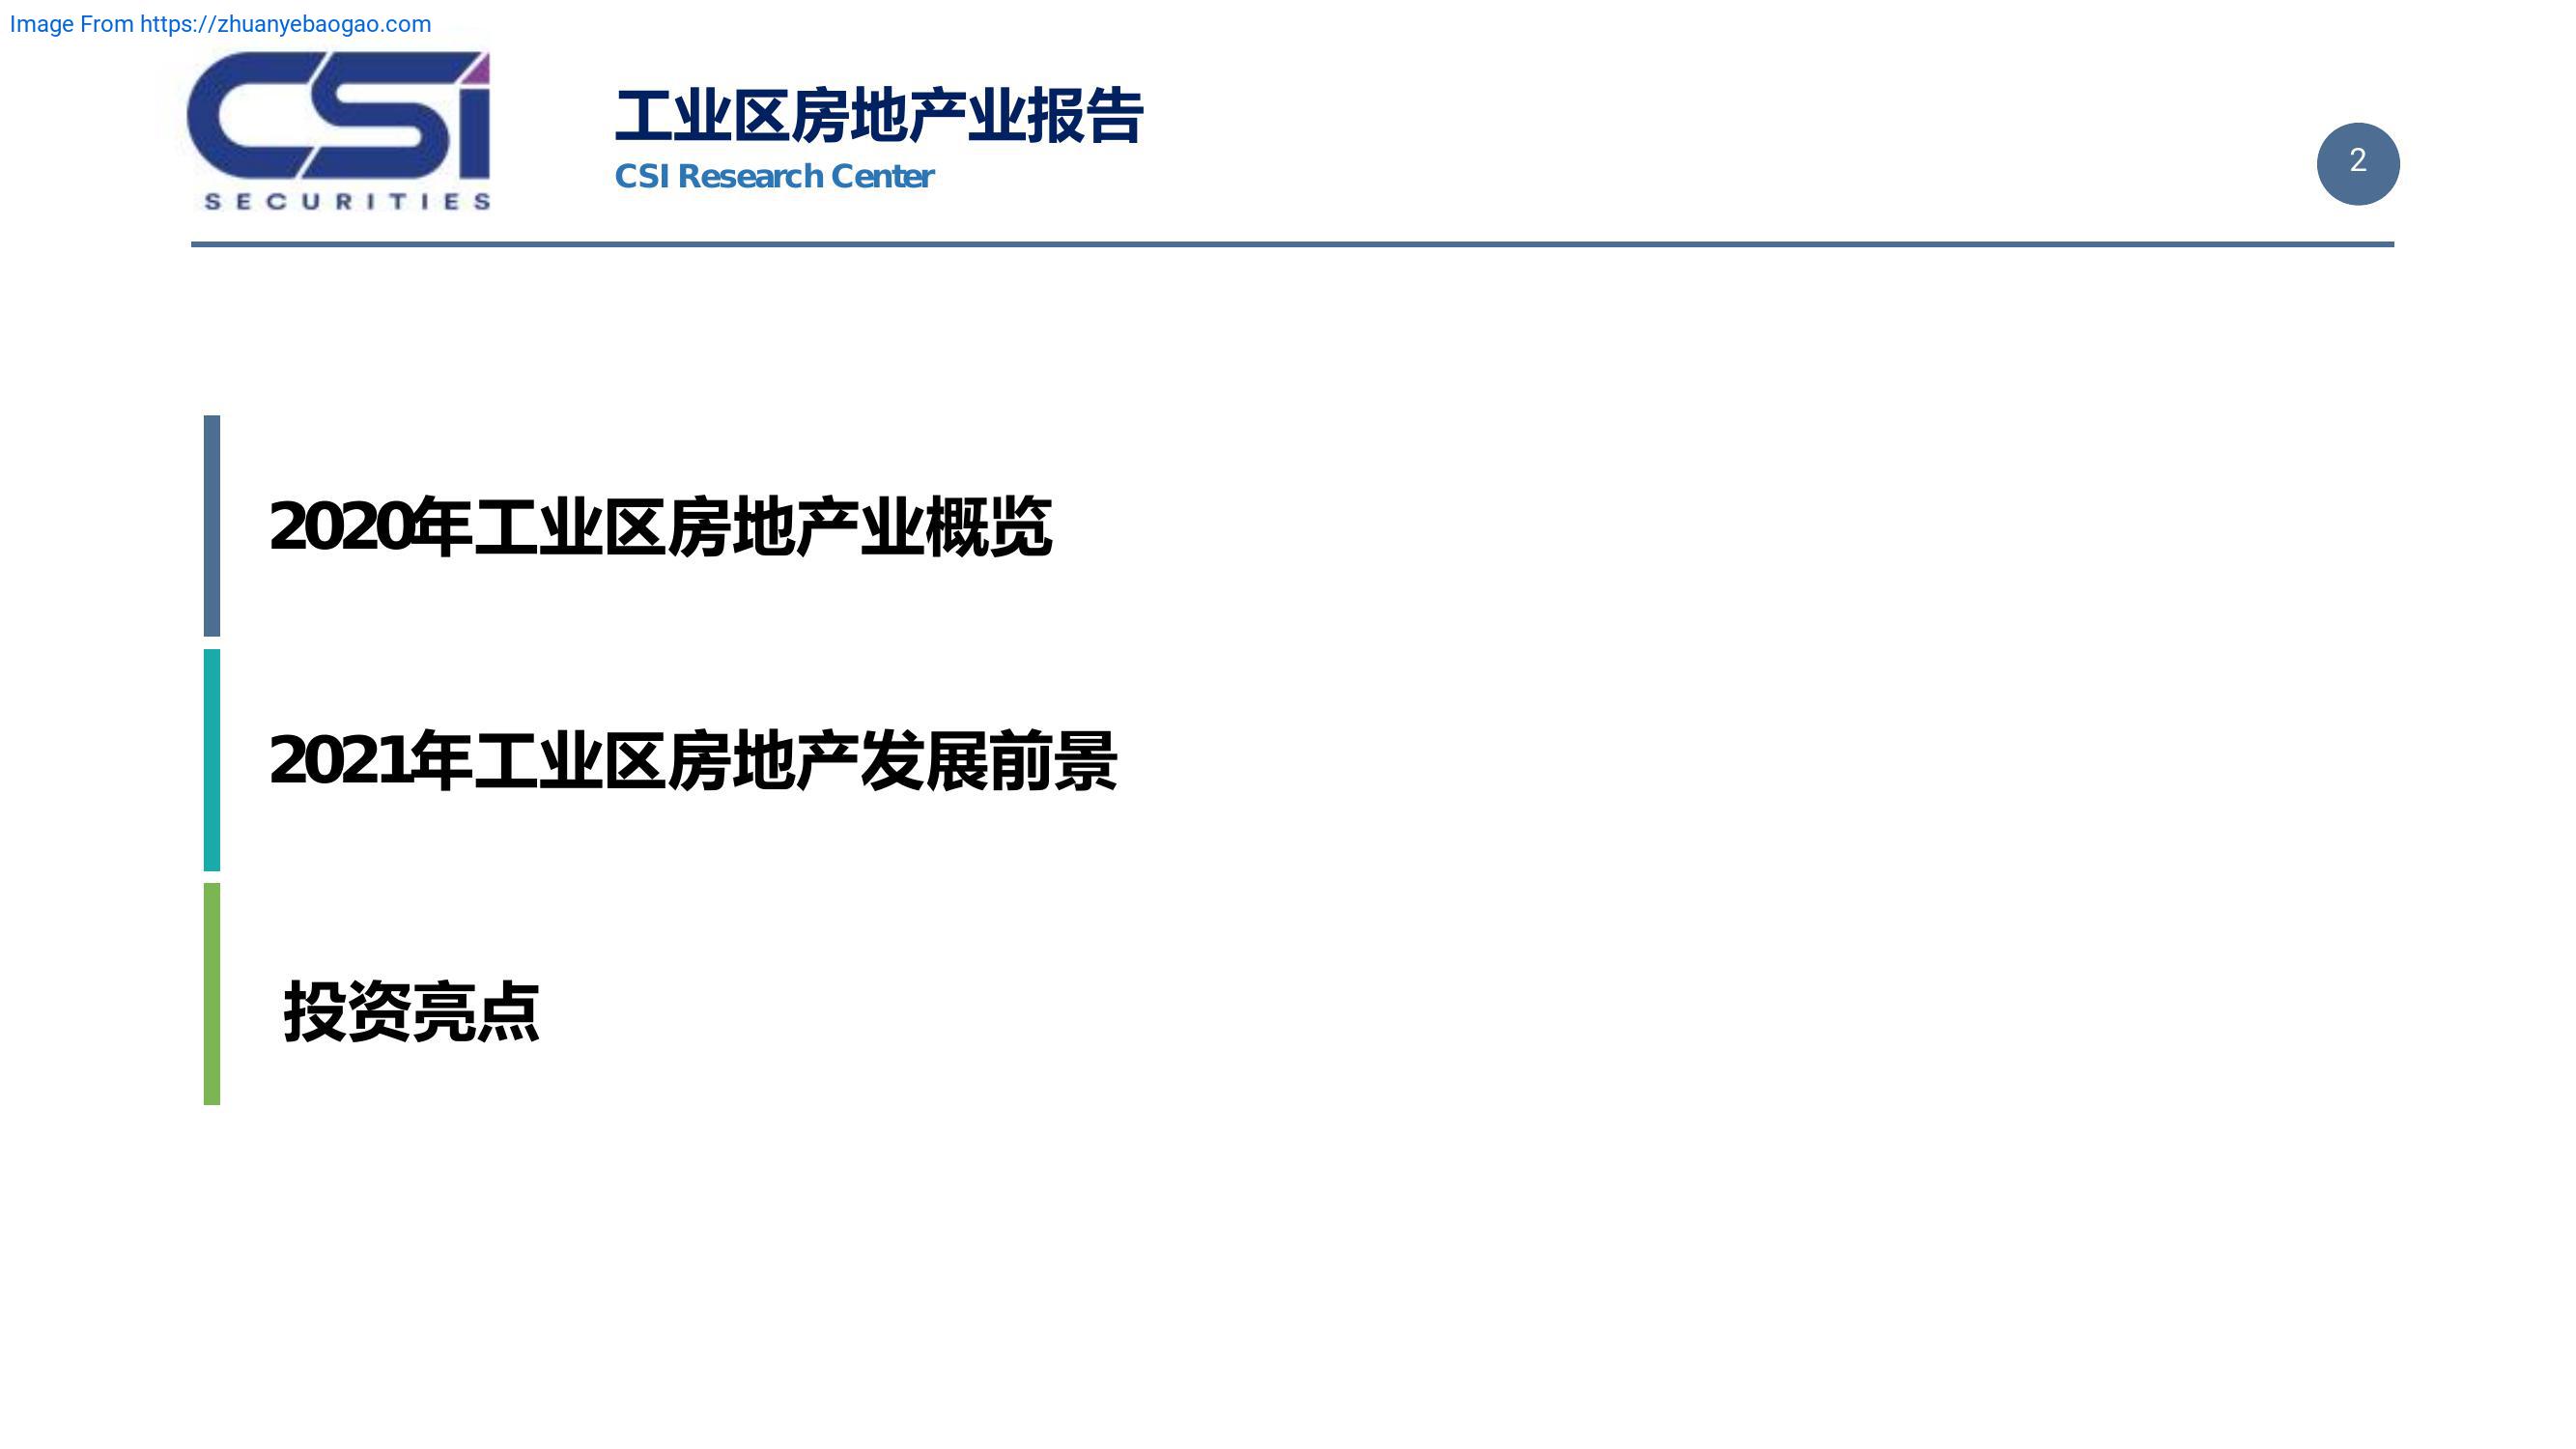 Image From https://zhuanyebaogao.com
CSi
SECURITIES
工业区房地产业报告
CSI Research Center
2
2020年工业区房地产业概览
2021年工业区房地产发展前景
投资亮点